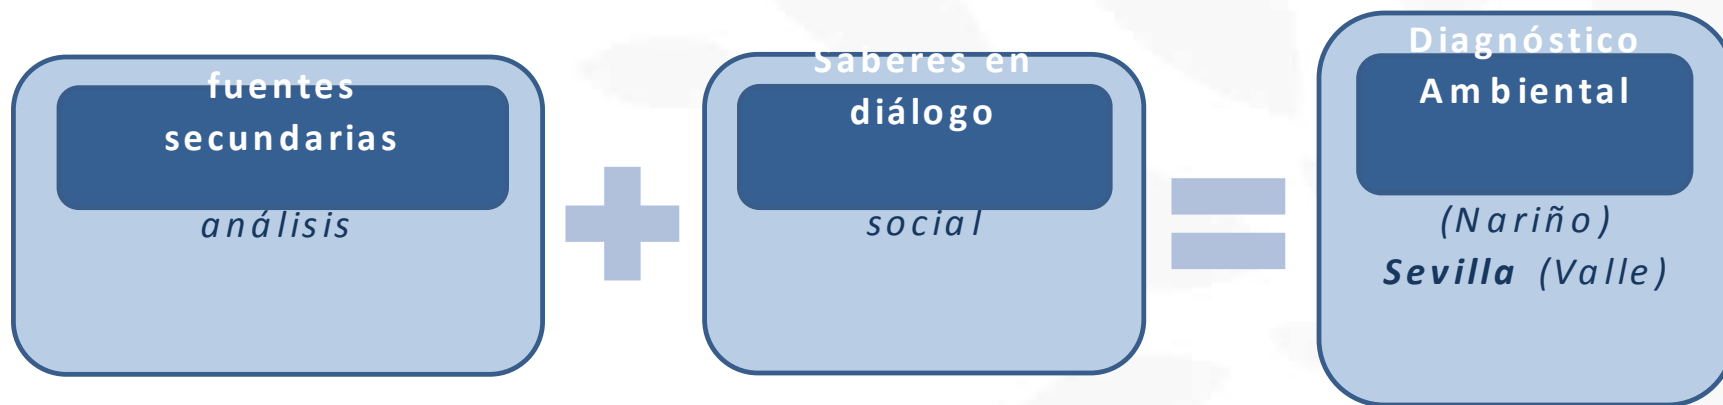 fuentes
secundarias
análisis
Saberes en
diálogo
social
Diagnóstico
Ambiental
(Nariño)
Sevilla (Valle)